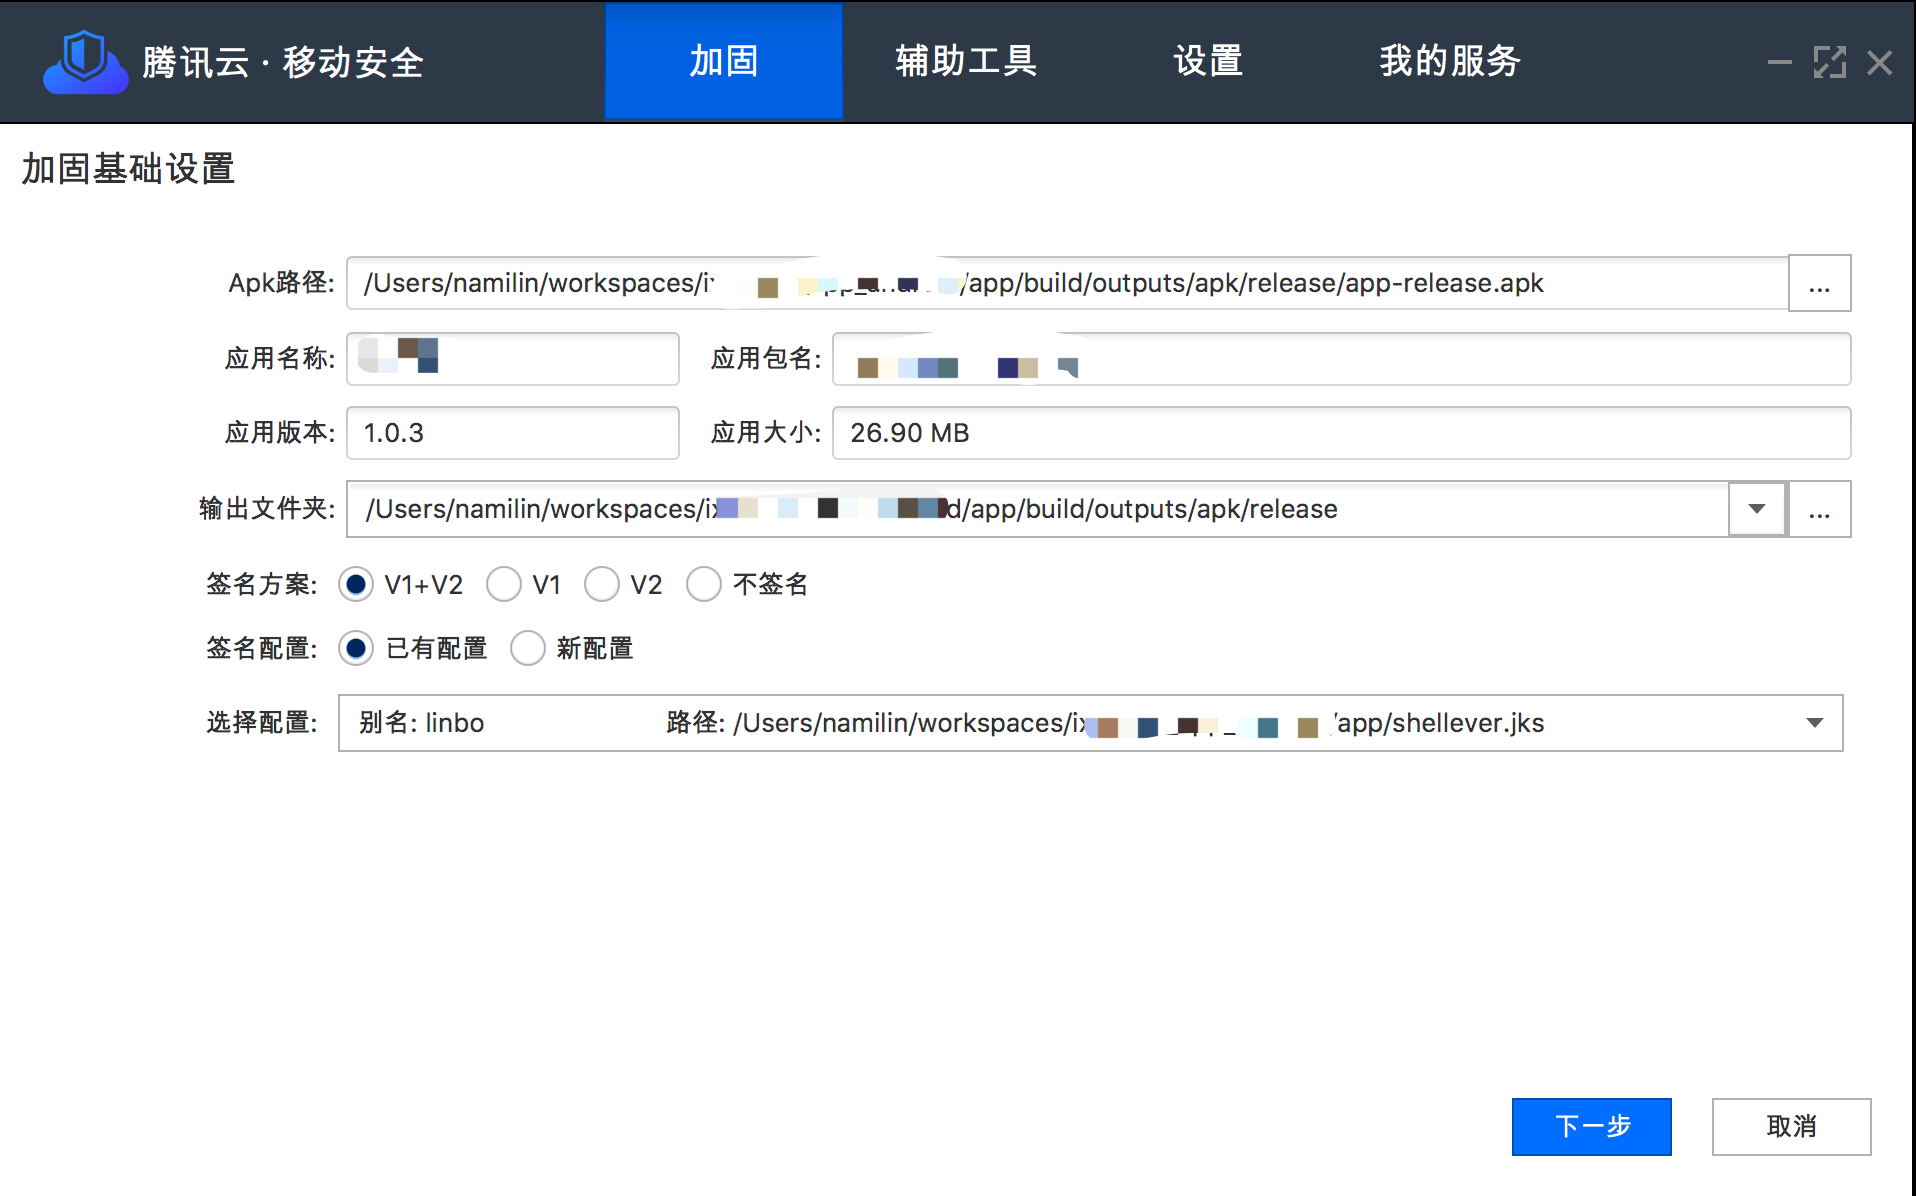 腾讯云·移动安全 加固 辅助工具 设置 我的服务
加固基础设置
Apk路径: /Users/namilin/workspaces/i /app/build/outputs/apk/release/app-release.apk ...
应用名称: 应用包名:
应用版本: 1.0.3 应用大小: 26.90 MB
输出文件夹: /Users/namilin/workspaces/ix d/app/build/outputs/apk/release ...
签名方案: V1+V2 V1 V2 不签名
签名配置: 已有配置 新配置
选择配置: 别名: linbo 路径: /Users/namilin/workspaces/ix /app/shellever.jks
下一步 取消